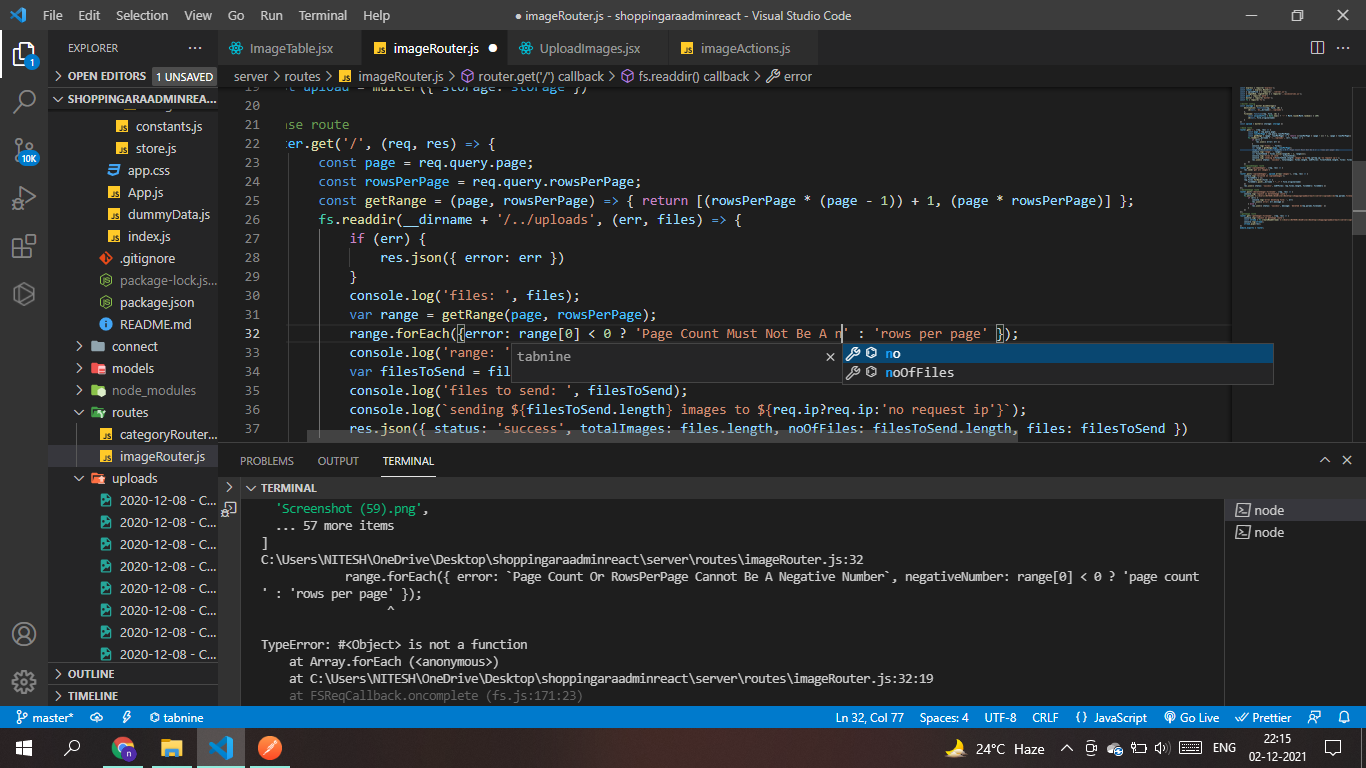 File Edit Selection View Go Run Terminal Help
● imageRouter.js - shoppingaraadminreact - Visual Studio Code
EXPLORER ...
ImageTable.jsx imageRouter.js ● UploadImages.jsx imageActions.js
OPEN EDITORS 1 UNSAVED
SHOPPINGARAADMINREA...
constants.js
store.js
app.css
App.js
dummyData.js
index.js
.gitignore
package-lock.js...
package.json
README.md
connect
models
node_modules
routes
categoryRouter...
imageRouter.js
uploads
2020-12-08 - C...
2020-12-08 - C...
2020-12-08 - C...
2020-12-08 - C...
2020-12-08 - C...
2020-12-08 - C...
2020-12-08 - C...
2020-12-08 - C...
OUTLINE
TIMELINE
1
10K
server > routes > imageRouter.js > router.get('/') callback > fs.readdir() callback > error
19 t upload = multer({ storage: storage })
20
21 ase route
22 er.get('/', (req, res) => {
23 const page = req.query.page;
24 const rowsPerPage = req.query.rowsPerPage;
25 const getRange = (page, rowsPerPage) => { return [(rowsPerPage * (page - 1)) + 1, (page * rowsPerPage)] };
26 fs.readdir(__dirname + '/../uploads', (err, files) => {
27 if (err) {
28 res.json({ error: err })
29 }
30 console.log('files: ', files);
31 var range = getRange(page, rowsPerPage);
32 range.forEach({error: range[0] < 0 ? 'Page Count Must Not Be A n' : 'rows per page' });
33 console.log('range: '
34 var filesToSend = fil
35 console.log('files to send: ', filesToSend);
36 console.log(`sending ${filesToSend.length} images to ${req.ip?req.ip:'no request ip'}`);
37 res.json({ status: 'success', totalImages: files.length, noOfFiles: filesToSend.length, files: filesToSend })
tabnine
no
noOfFiles
PROBLEMS OUTPUT TERMINAL
TERMINAL
'Screenshot (59).png',
... 57 more items
]
C:\Users\NITESH\OneDrive\Desktop\shoppingaraadminreact\server\routes\imageRouter.js:32
range.forEach({ error: `Page Count Or RowsPerPage Cannot Be A Negative Number`, negativeNumber: range[0] < 0 ? 'page count
' : 'rows per page' });
^
TypeError: #<Object> is not a function
at Array.forEach (<anonymous>)
at C:\Users\NITESH\OneDrive\Desktop\shoppingaraadminreact\server\routes\imageRouter.js:32:19
at FSReqCallback.oncomplete (fs.js:171:23)
node
node
master* tabnine Ln 32, Col 77 Spaces: 4 UTF-8 CRLF {} JavaScript Go Live Prettier
n
24°C Haze ENG 22:15
02-12-2021